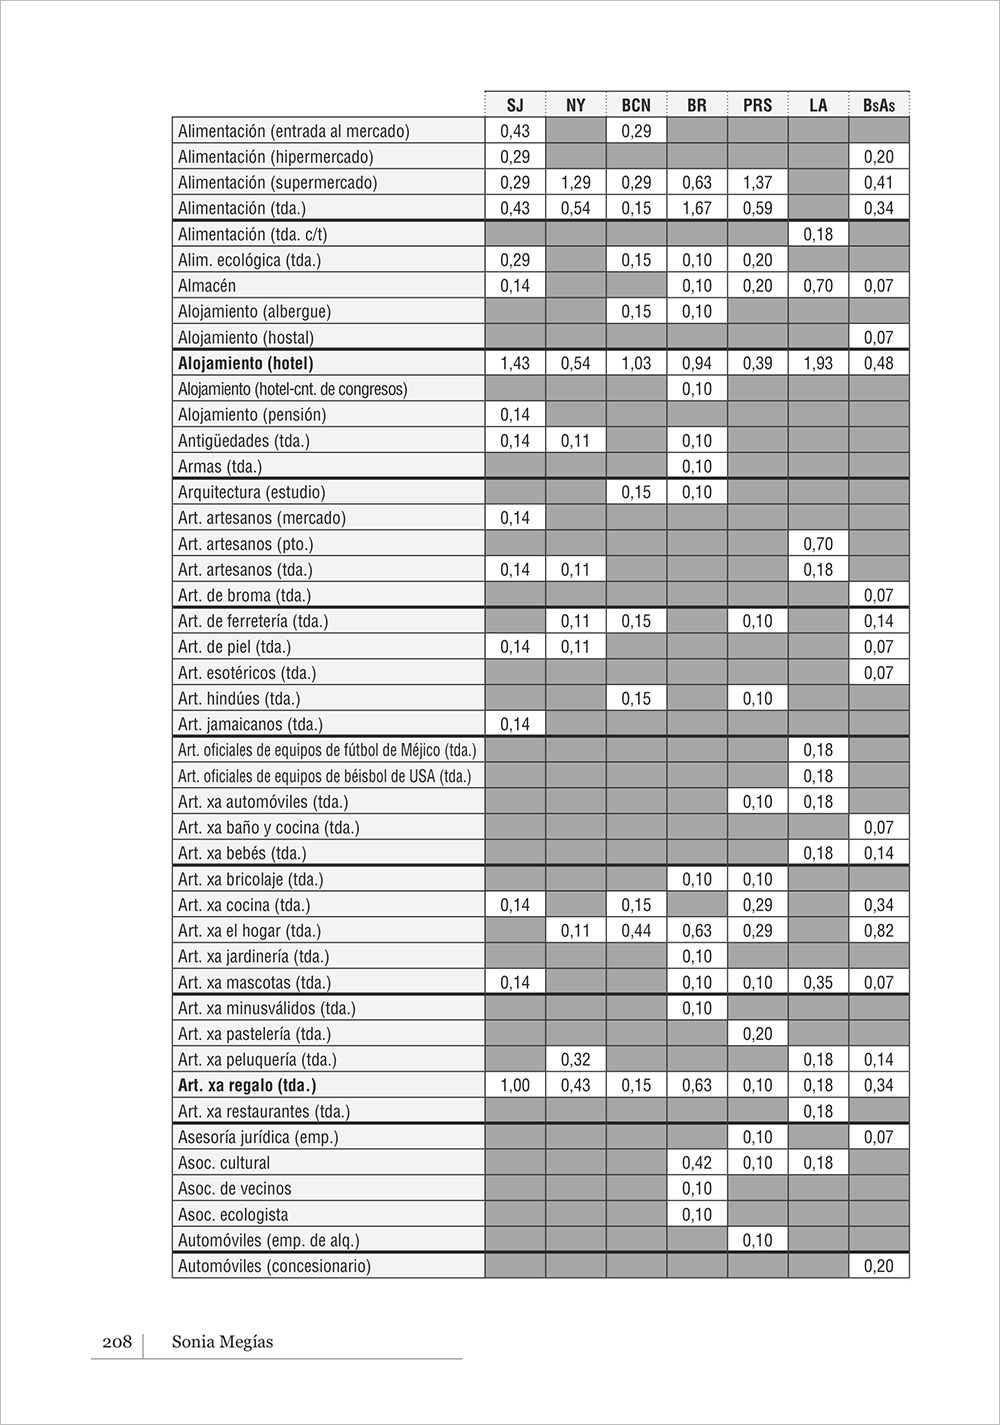 SJ NY BCN BR PRS LA BsAs
Alimentación (entrada al mercado) 0,43 0,29
Alimentación (hipermercado) 0,29 0,20
Alimentación (supermercado) 0,29 1,29 0,29 0,63 1,37 0,41
Alimentación (tda.) 0,43 0,54 0,15 1,67 0,59 0,34
Alimentación (tda. c/t) 0,18
Alim. ecológica (tda.) 0,29 0,15 0,10 0,20
Almacén 0,14 0,10 0,20 0,70 0,07
Alojamiento (albergue) 0,15 0,10
Alojamiento (hostal) 0,07
Alojamiento (hotel) 1,43 0,54 1,03 0,94 0,39 1,93 0,48
Alojamiento (hotel-cnt. de congresos) 0,10
Alojamiento (pensión) 0,14
Antigüedades (tda.) 0,14 0,11 0,10
Armas (tda.) 0,10
Arquitectura (estudio) 0,15 0,10
Art. artesanos (mercado) 0,14
Art. artesanos (pto.) 0,70
Art. artesanos (tda.) 0,14 0,11 0,18
Art. de broma (tda.) 0,07
Art. de ferretería (tda.) 0,11 0,15 0,10 0,14
Art. de piel (tda.) 0,14 0,11 0,07
Art. esotéricos (tda.) 0,07
Art. hindúes (tda.) 0,15 0,10
Art. jamaicanos (tda.) 0,14
Art. oficiales de equipos de fútbol de Méjico (tda.) 0,18
Art. oficiales de equipos de béisbol de USA (tda.) 0,18
Art. xa automóviles (tda.) 0,10 0,18
Art. xa baño y cocina (tda.) 0,07
Art. xa bebés (tda.) 0,18 0,14
Art. xa bricolaje (tda.) 0,10 0,10
Art. xa cocina (tda.) 0,14 0,15 0,29 0,34
Art. xa el hogar (tda.) 0,11 0,44 0,63 0,29 0,82
Art. xa jardinería (tda.) 0,10
Art. xa mascotas (tda.) 0,14 0,10 0,10 0,35 0,07
Art. xa minusválidos (tda.) 0,10
Art. xa pastelería (tda.) 0,20
Art. xa peluquería (tda.) 0,32 0,18 0,14
Art. xa regalo (tda.) 1,00 0,43 0,15 0,63 0,10 0,18 0,34
Art. xa restaurantes (tda.) 0,18
Asesoría jurídica (emp.) 0,10 0,07
Asoc. cultural 0,42 0,10 0,18
Asoc. de vecinos 0,10
Asoc. ecologista 0,10
Automóviles (emp. de alq.) 0,10
Automóviles (concesionario) 0,20
208 Sonia Megías